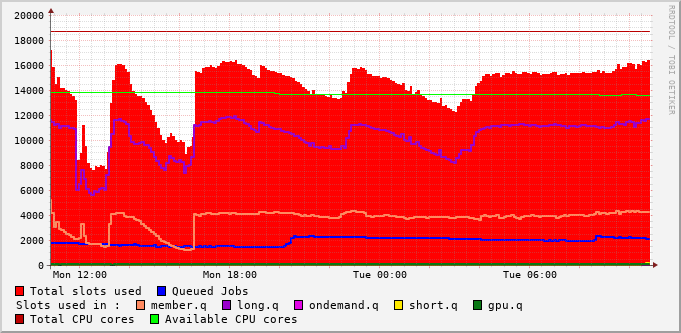 20000
18000
16000
14000
12000
10000
8000
6000
4000
2000
0
Mon 12:00 Mon 18:00 Tue 00:00 Tue 06:00
RRDTOOL / TOBI OETIKER
Total slots used Queued Jobs
Slots used in : member.q long.q ondemand.q short.q gpu.q
Total CPU cores Available CPU cores